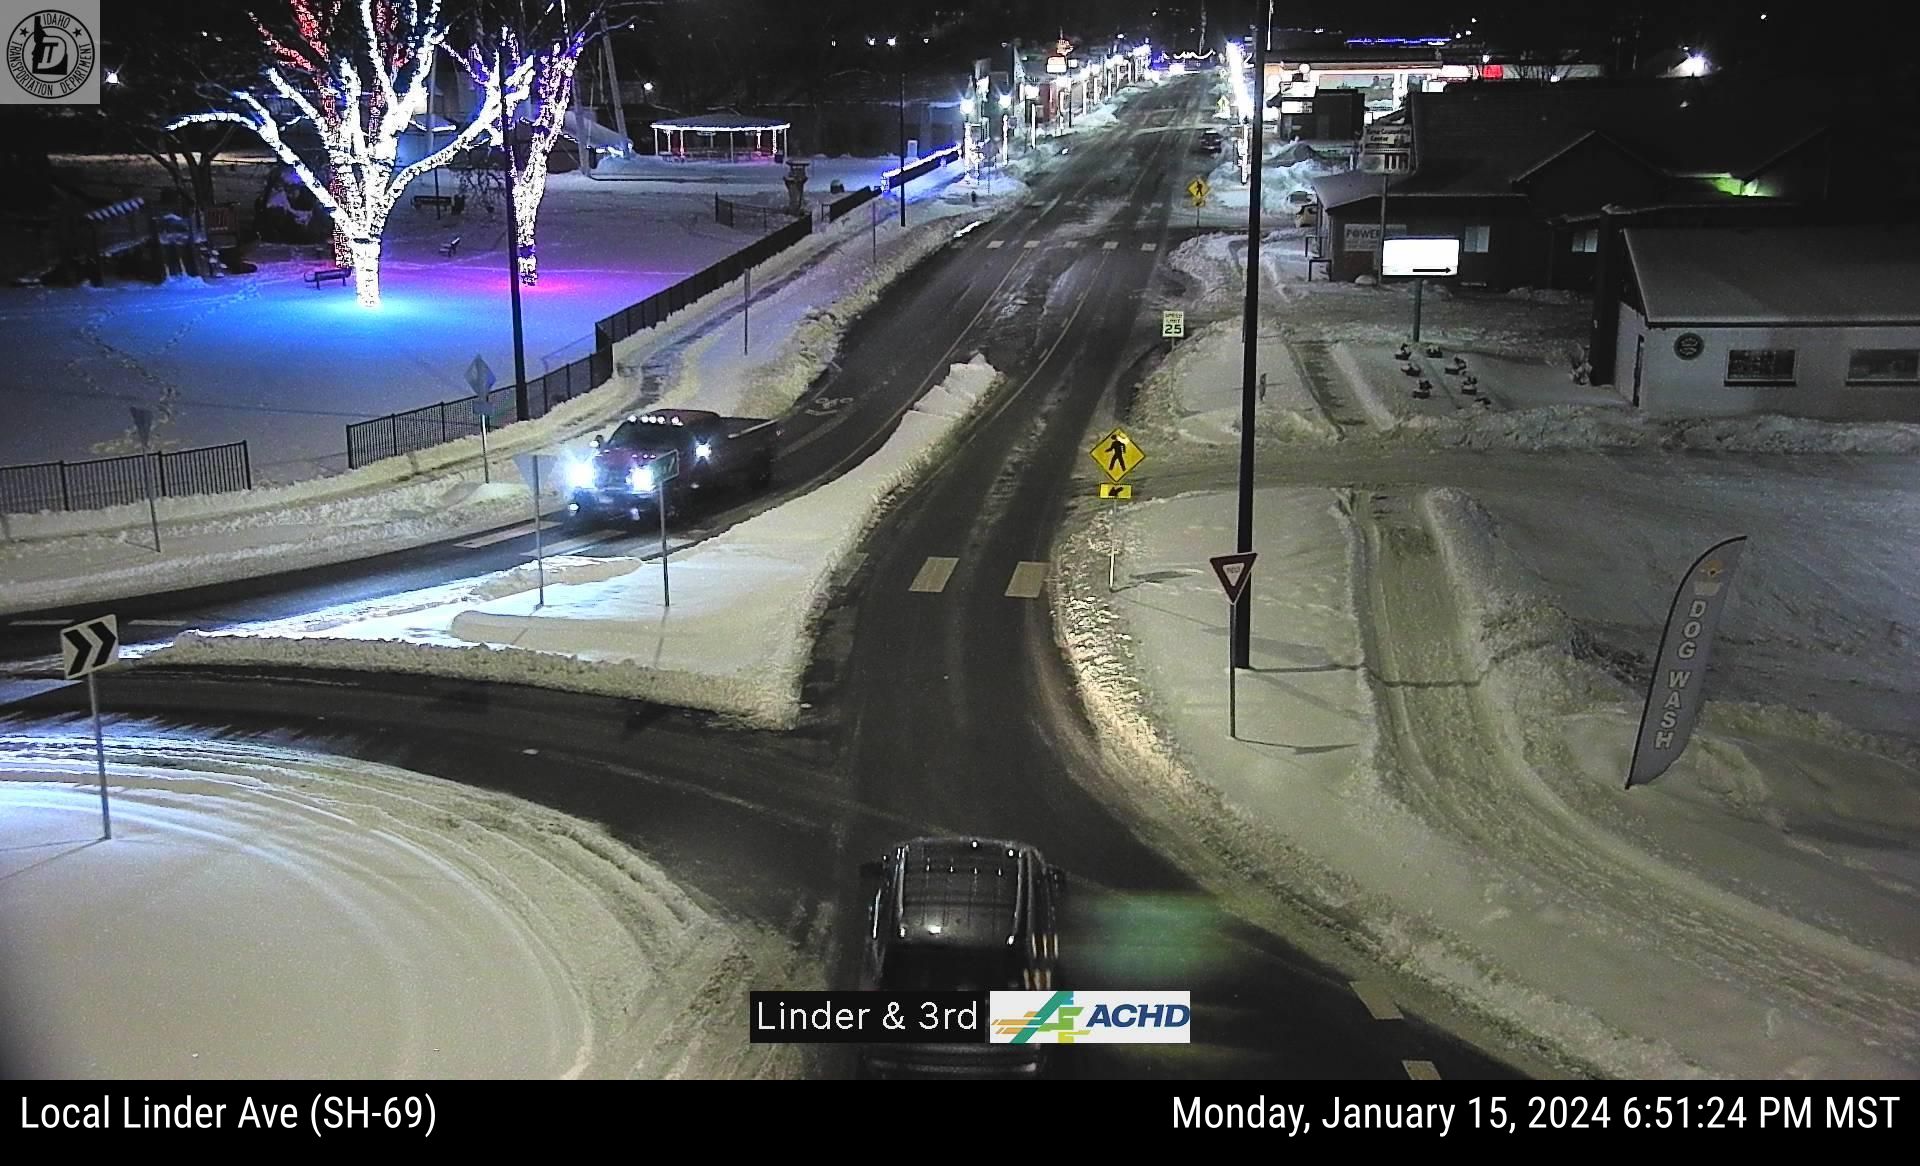 IDAHO
TRANSPORTATION DEPARTMENT
POWER
SPEED
LIMIT
25
YIELD
DOG WASH
Linder & 3rd
ACHD
Local Linder Ave (SH-69)
Monday, January 15, 2024 6:51:24 PM MST